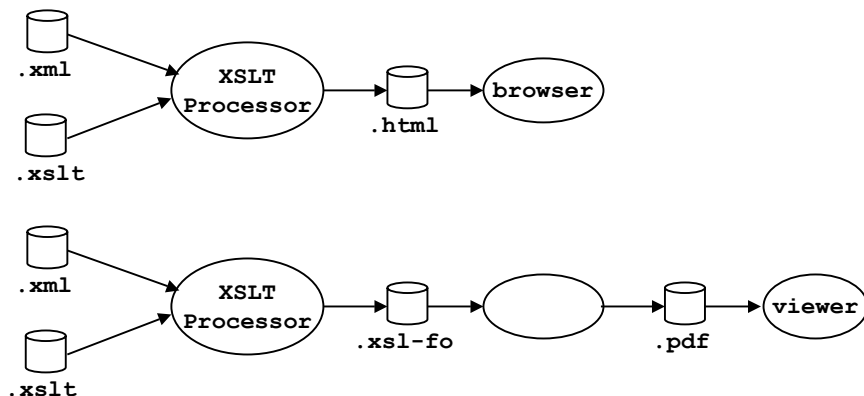 .xml
.xslt
XSLT
Processor
.html
browser
.xml
.xslt
XSLT
Processor
.xsl-fo
.pdf
viewer